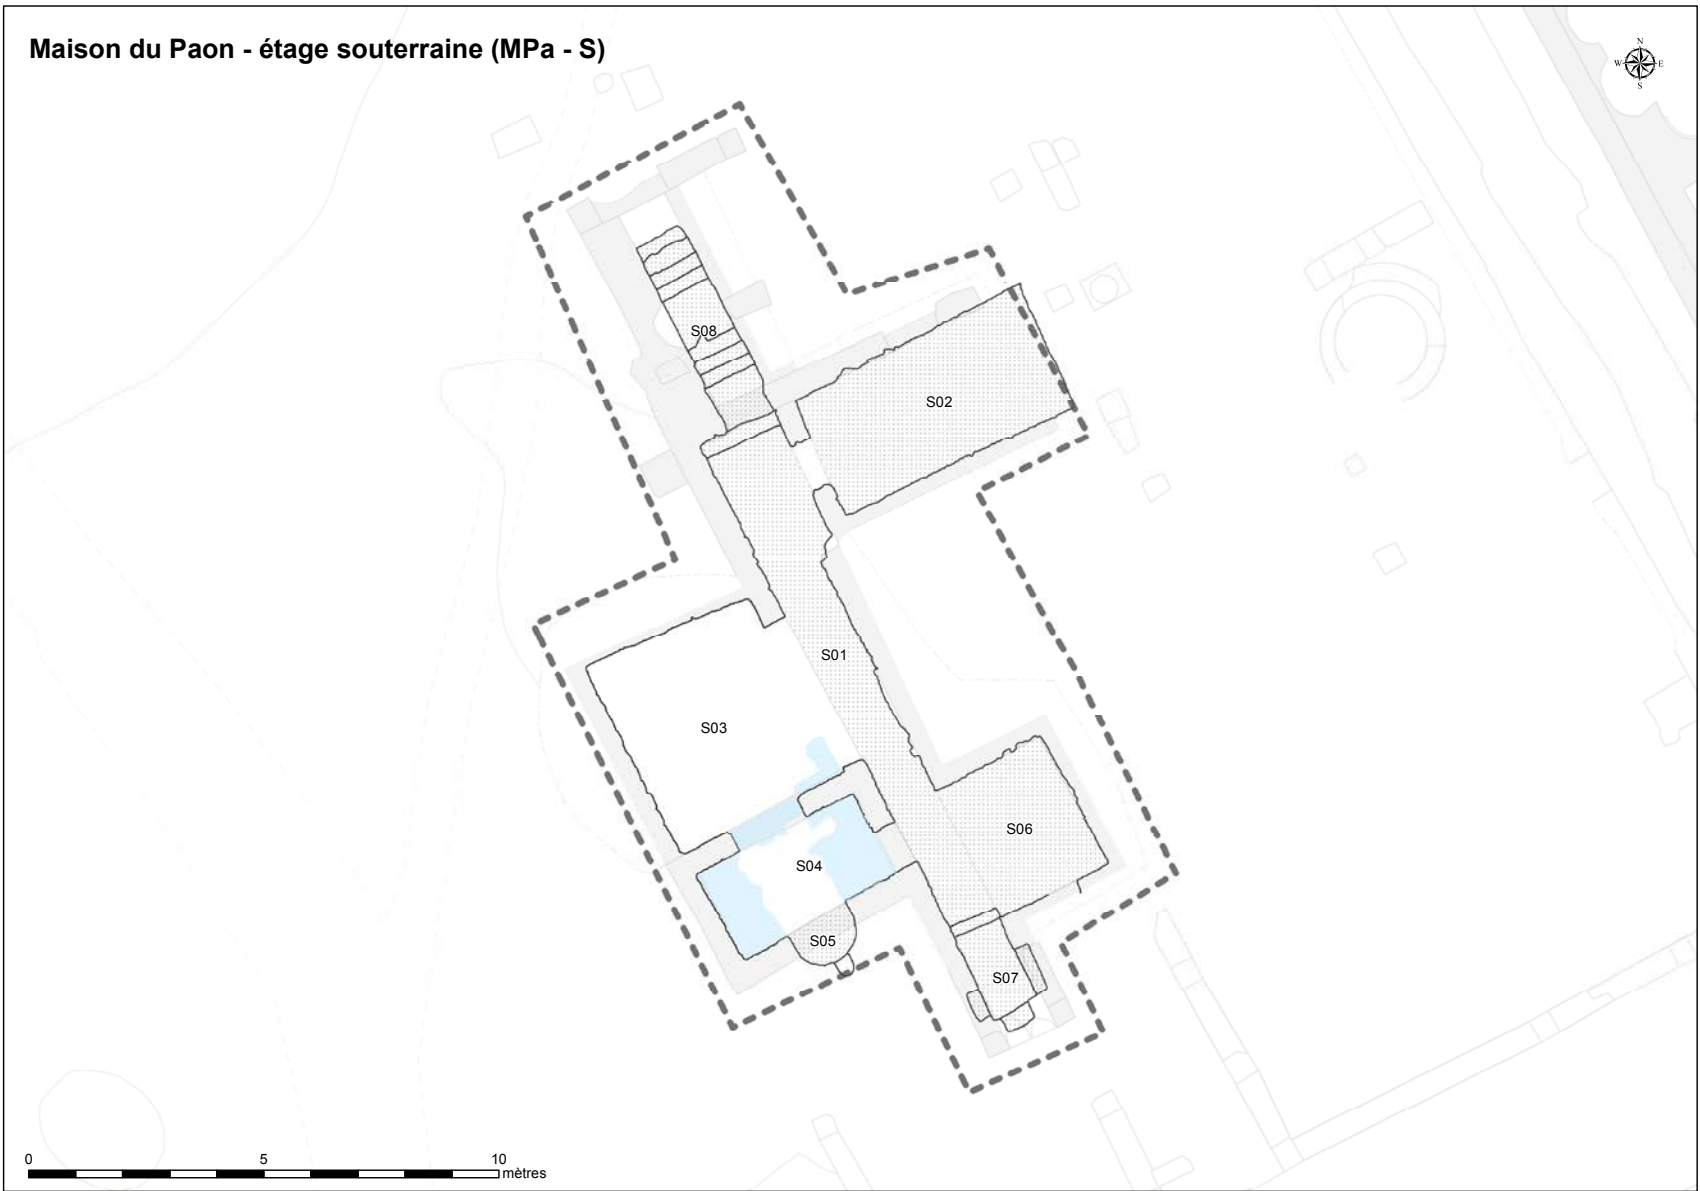 Maison du Paon - étage souterraine (MPa - S)
N
W E
S
S08
S02
S01
S03
S06
S04
S05
S07
0 5 10
mètres